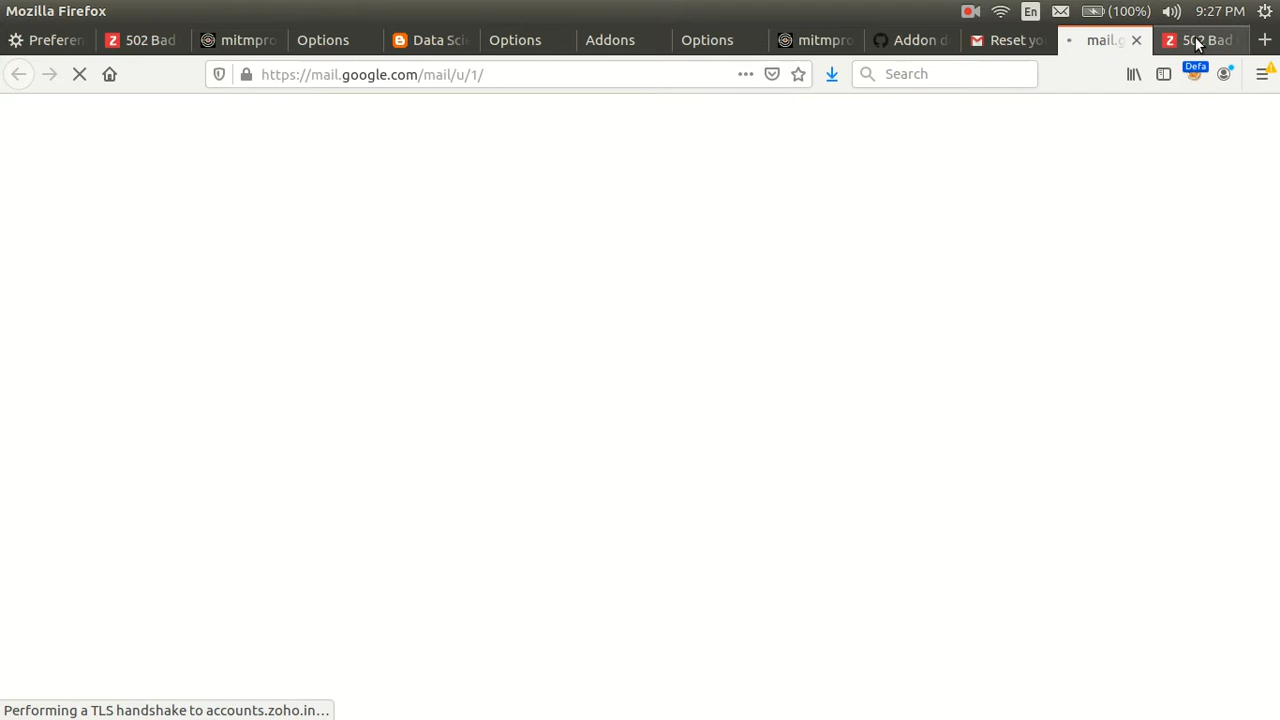 Mozilla Firefox
En
(100%)
9:27 PM
Preferen
502 Bad
mitmpro
Options
Data Sci
Options
Addons
Options
mitmpro
Addon d
Reset yo
mail.g
502 Bad
https://mail.google.com/mail/u/1/
Search
Defa
Performing a TLS handshake to accounts.zoho.in…